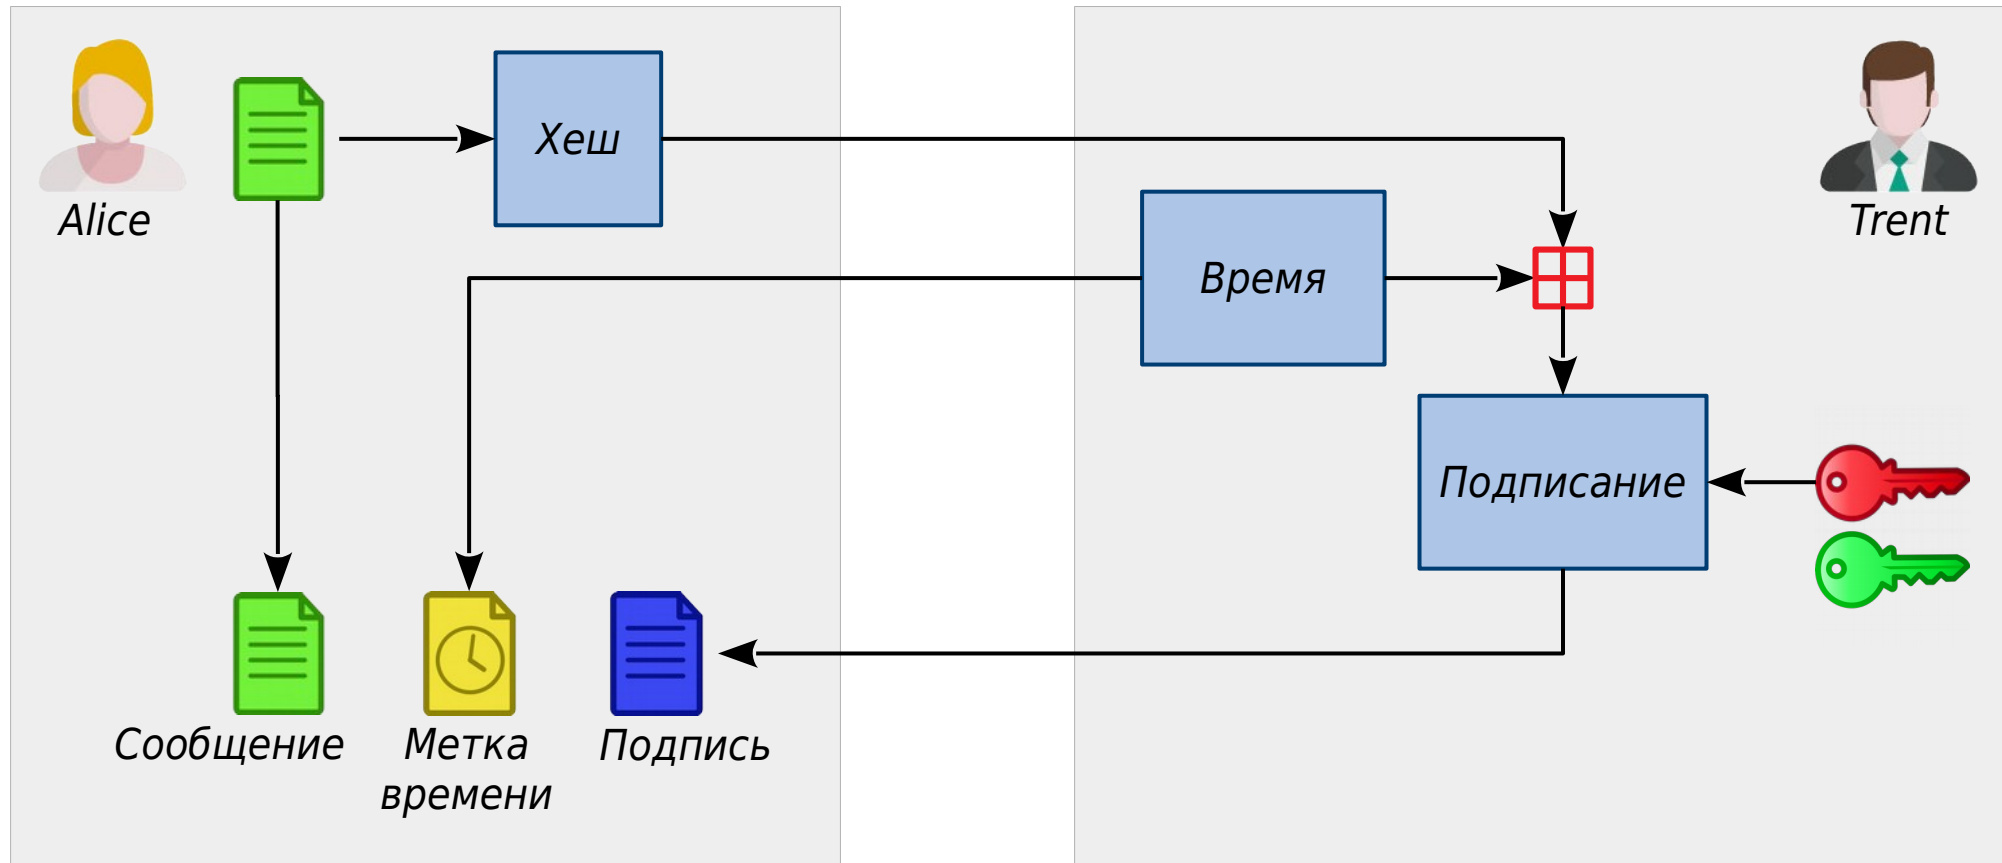 Хеш
Alice
Trent
Время
Подписание
Сообщение
Метка
времени
Подпись